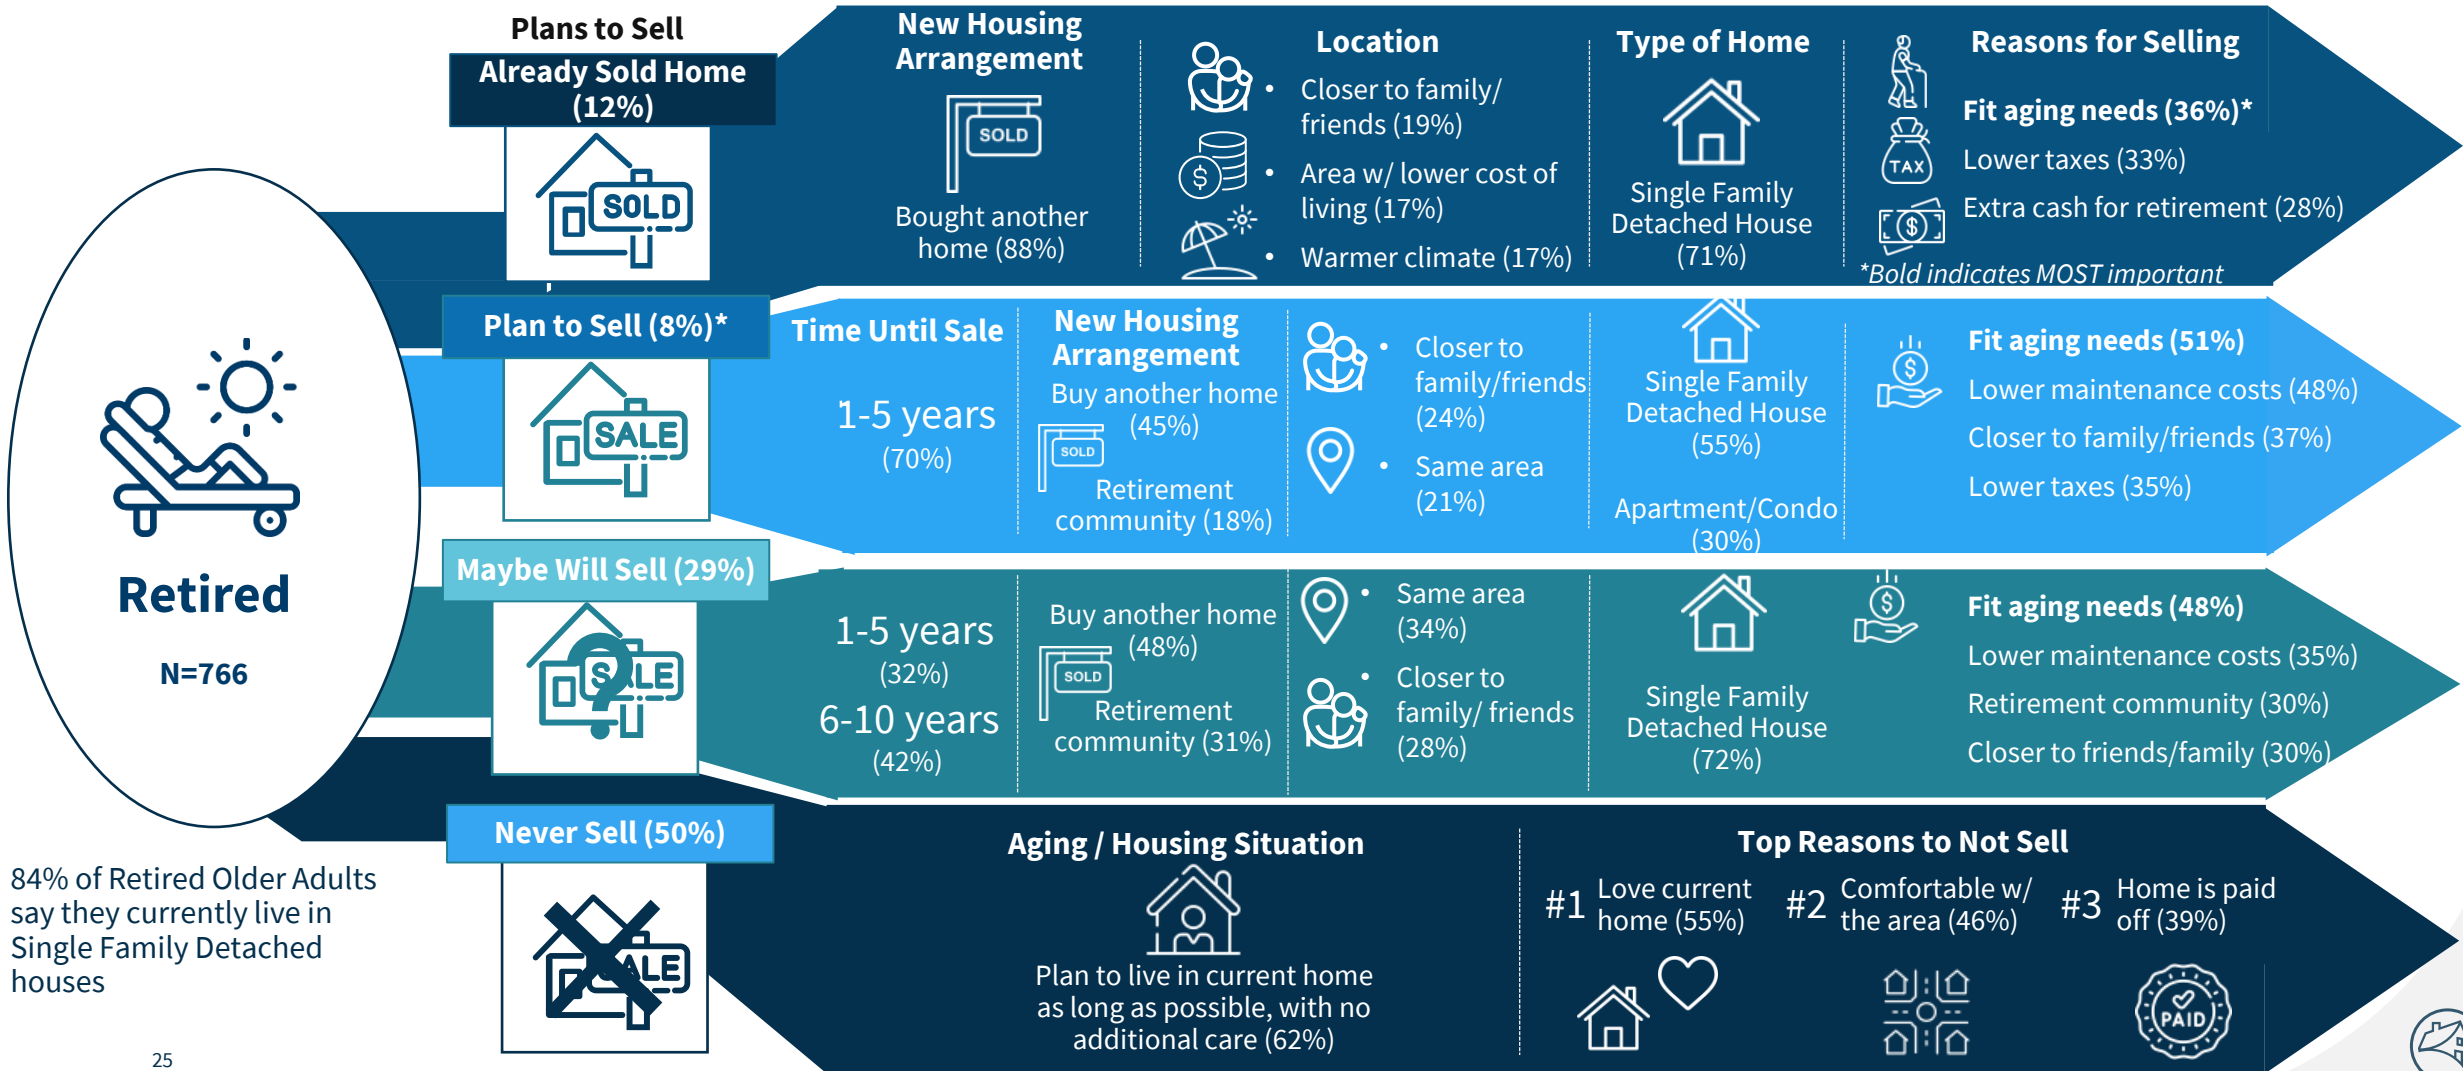 Plans to Sell
Already Sold Home
(12%)
SOLD
New Housing
Arrangement
SOLD
Bought another
home (88%)
Location
• Closer to family/
friends (19%)
$
• Area w/ lower cost of
living (17%)
• Warmer climate (17%)
Type of Home
Single Family
Detached House
(71%)
Reasons for Selling
Fit aging needs (36%)*
TAX
Lower taxes (33%)
$
Extra cash for retirement (28%)
*Bold indicates MOST important
Plan to Sell (8%)*
SALE
Time Until Sale
1-5 years
(70%)
New Housing
Arrangement
Buy another home
(45%)
SOLD
Retirement
community (18%)
• Closer to
family/friends
(24%)
• Same area
(21%)
Single Family
Detached House
(55%)
Apartment/Condo
(30%)
$
Fit aging needs (51%)
Lower maintenance costs (48%)
Closer to family/friends (37%)
Lower taxes (35%)
Maybe Will Sell (29%)
SALE
?
1-5 years
(32%)
6-10 years
(42%)
Buy another home
(48%)
SOLD
Retirement
community (31%)
• Same area
(34%)
• Closer to
family/ friends
(28%)
Single Family
Detached House
(72%)
$
Fit aging needs (48%)
Lower maintenance costs (35%)
Retirement community (30%)
Closer to friends/family (30%)
Never Sell (50%)
SALE
Aging / Housing Situation
Plan to live in current home
as long as possible, with no
additional care (62%)
Top Reasons to Not Sell
#1 Love current
home (55%)
#2 Comfortable w/
the area (46%)
#3 Home is paid
off (39%)
PAID
Retired
N=766
84% of Retired Older Adults
say they currently live in
Single Family Detached
houses
25